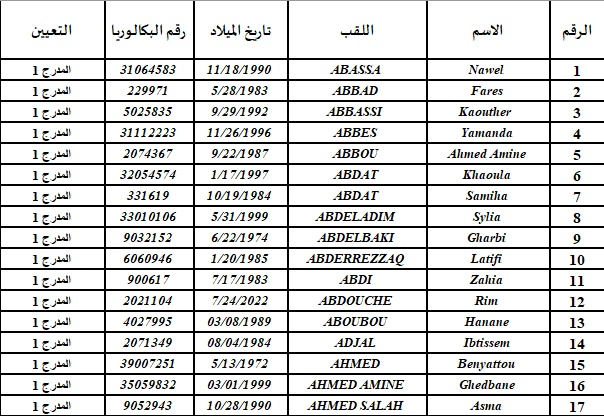 الرقم الاسم اللقب تاريخ الميلاد رقم البكالوريا التعيين
1 Nawel ABASSA 11/18/1990 31064583 المدرج 1
2 Fares ABBAD 5/28/1983 229971 المدرج 1
3 Kaouther ABBASSI 9/29/1992 5025835 المدرج 1
4 Yamanda ABBES 11/26/1996 31112223 المدرج 1
5 Ahmed Amine ABBOU 9/22/1987 2074367 المدرج 1
6 Khaoula ABDAT 1/17/1997 32054574 المدرج 1
7 Samiha ABDAT 10/19/1984 331619 المدرج 1
8 Sylia ABDELADIM 5/31/1999 33010106 المدرج 1
9 Gharbi ABDELBAKI 6/22/1974 9032152 المدرج 1
10 Latifi ABDERREZZAQ 1/20/1985 6060946 المدرج 1
11 Zahia ABDI 7/17/1983 900617 المدرج 1
12 Rim ABDOUCHE 7/24/2022 2021104 المدرج 1
13 Hanane ABOUBOU 03/08/1989 4027995 المدرج 1
14 Ibtissem ADJAL 08/04/1984 2071349 المدرج 1
15 Benyattou AHMED 5/13/1972 39007251 المدرج 1
16 Ghedbane AHMED AMINE 03/01/1999 35059832 المدرج 1
17 Asma AHMED SALAH 10/28/1990 9052943 المدرج 1